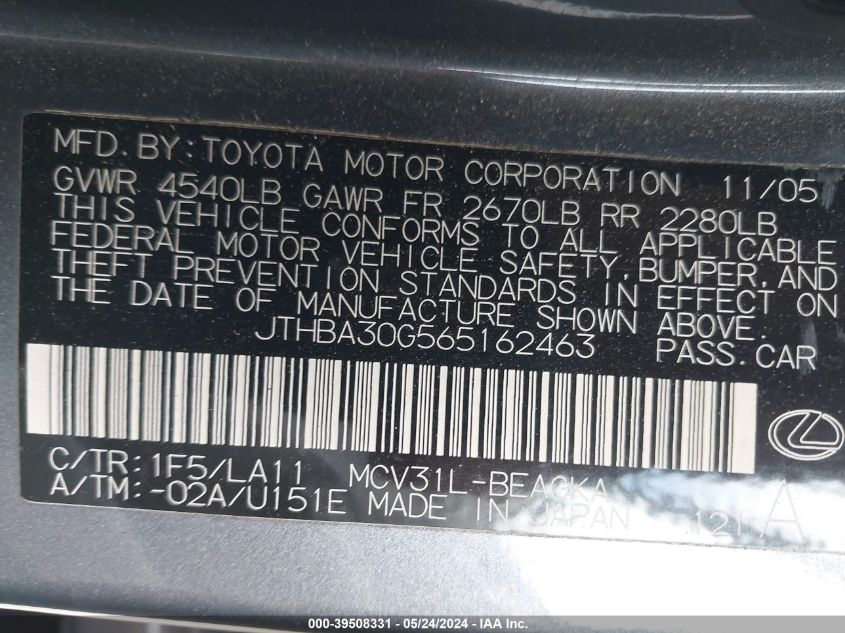 MFD. BY: TOYOTA MOTOR CORPORATION 11/05
GVWR 4540LB GAWR FR 2670LB RR 2280LB
THIS VEHICLE CONFORMS TO ALL APPLICABLE
FEDERAL MOTOR VEHICLE SAFETY, BUMPER, AND
THEFT PREVENTION STANDARDS IN EFFECT ON
THE DATE OF MANUFACTURE SHOWN ABOVE.
JTHBA30G565162463 PASS. CAR
C/TR: 1F5/LA11 MCV31L-BEAGKA
A/TM: -02A/U151E MADE IN JAPAN A
000-39508331 - 05/24/2024 - IAA Inc.